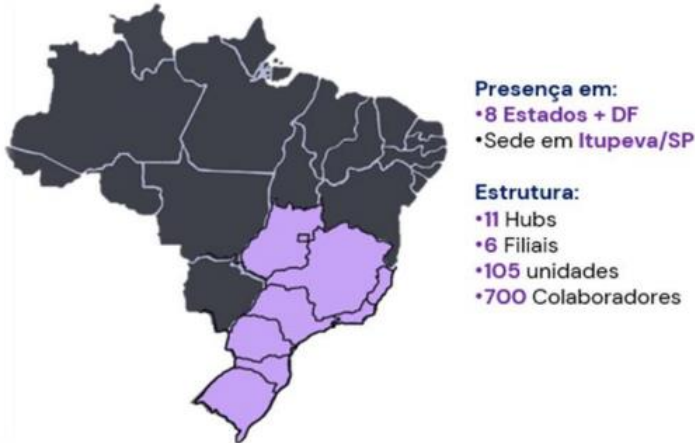 Presença em:
•8 Estados + DF
•Sede em Itupeva/SP
Estrutura:
•11 Hubs
•6 Filiais
•105 unidades
•700 Colaboradores